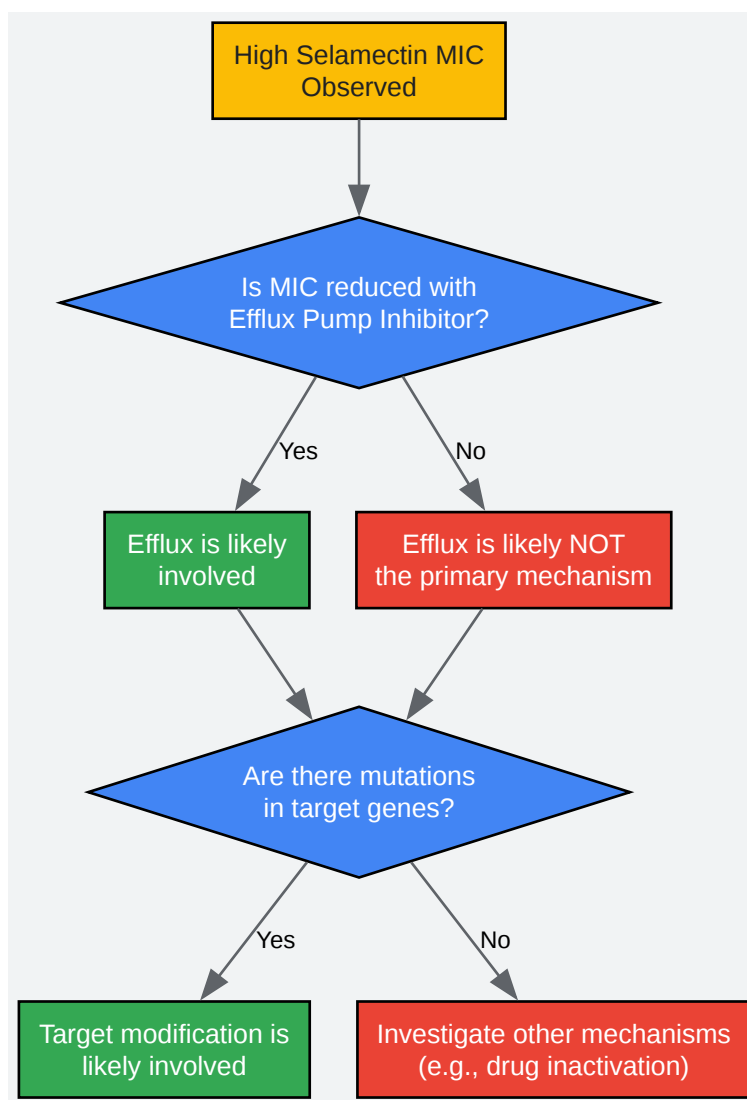 High Selamectin MIC
Observed
Is MIC reduced with
Efflux Pump Inhibitor?
Yes
No
Efflux is likely
involved
Efflux is likely NOT
the primary mechanism
Are there mutations
in target genes?
Yes
No
Target modification is
likely involved
Investigate other mechanisms
(e.g., drug inactivation)